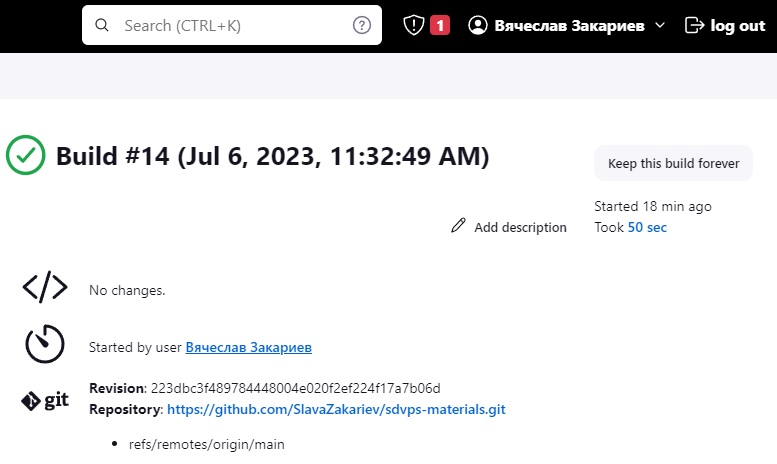 Search (CTRL+K) ? 1 Вячеслав Закариев log out
Build #14 (Jul 6, 2023, 11:32:49 AM)
Keep this build forever
Started 18 min ago
Add description
Took 50 sec
No changes.
Started by user Вячеслав Закариев
git
Revision: 223dbc3f489784448004e020f2ef224f17a7b06d
Repository: https://github.com/SlavaZakariev/sdvps-materials.git
• refs/remotes/origin/main